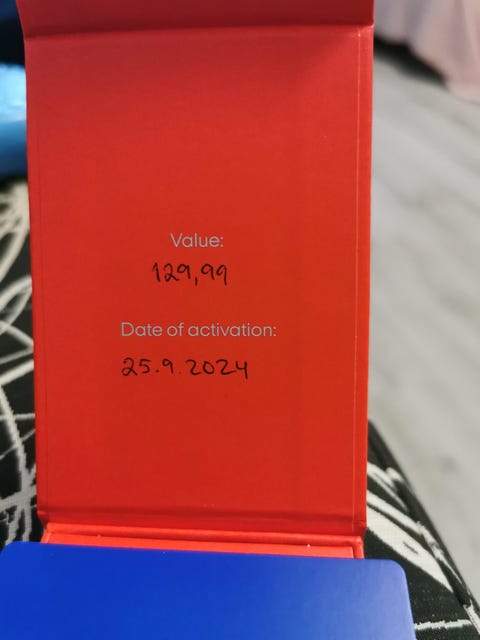 Value:
129,99
Date of activation:
25.9.2024